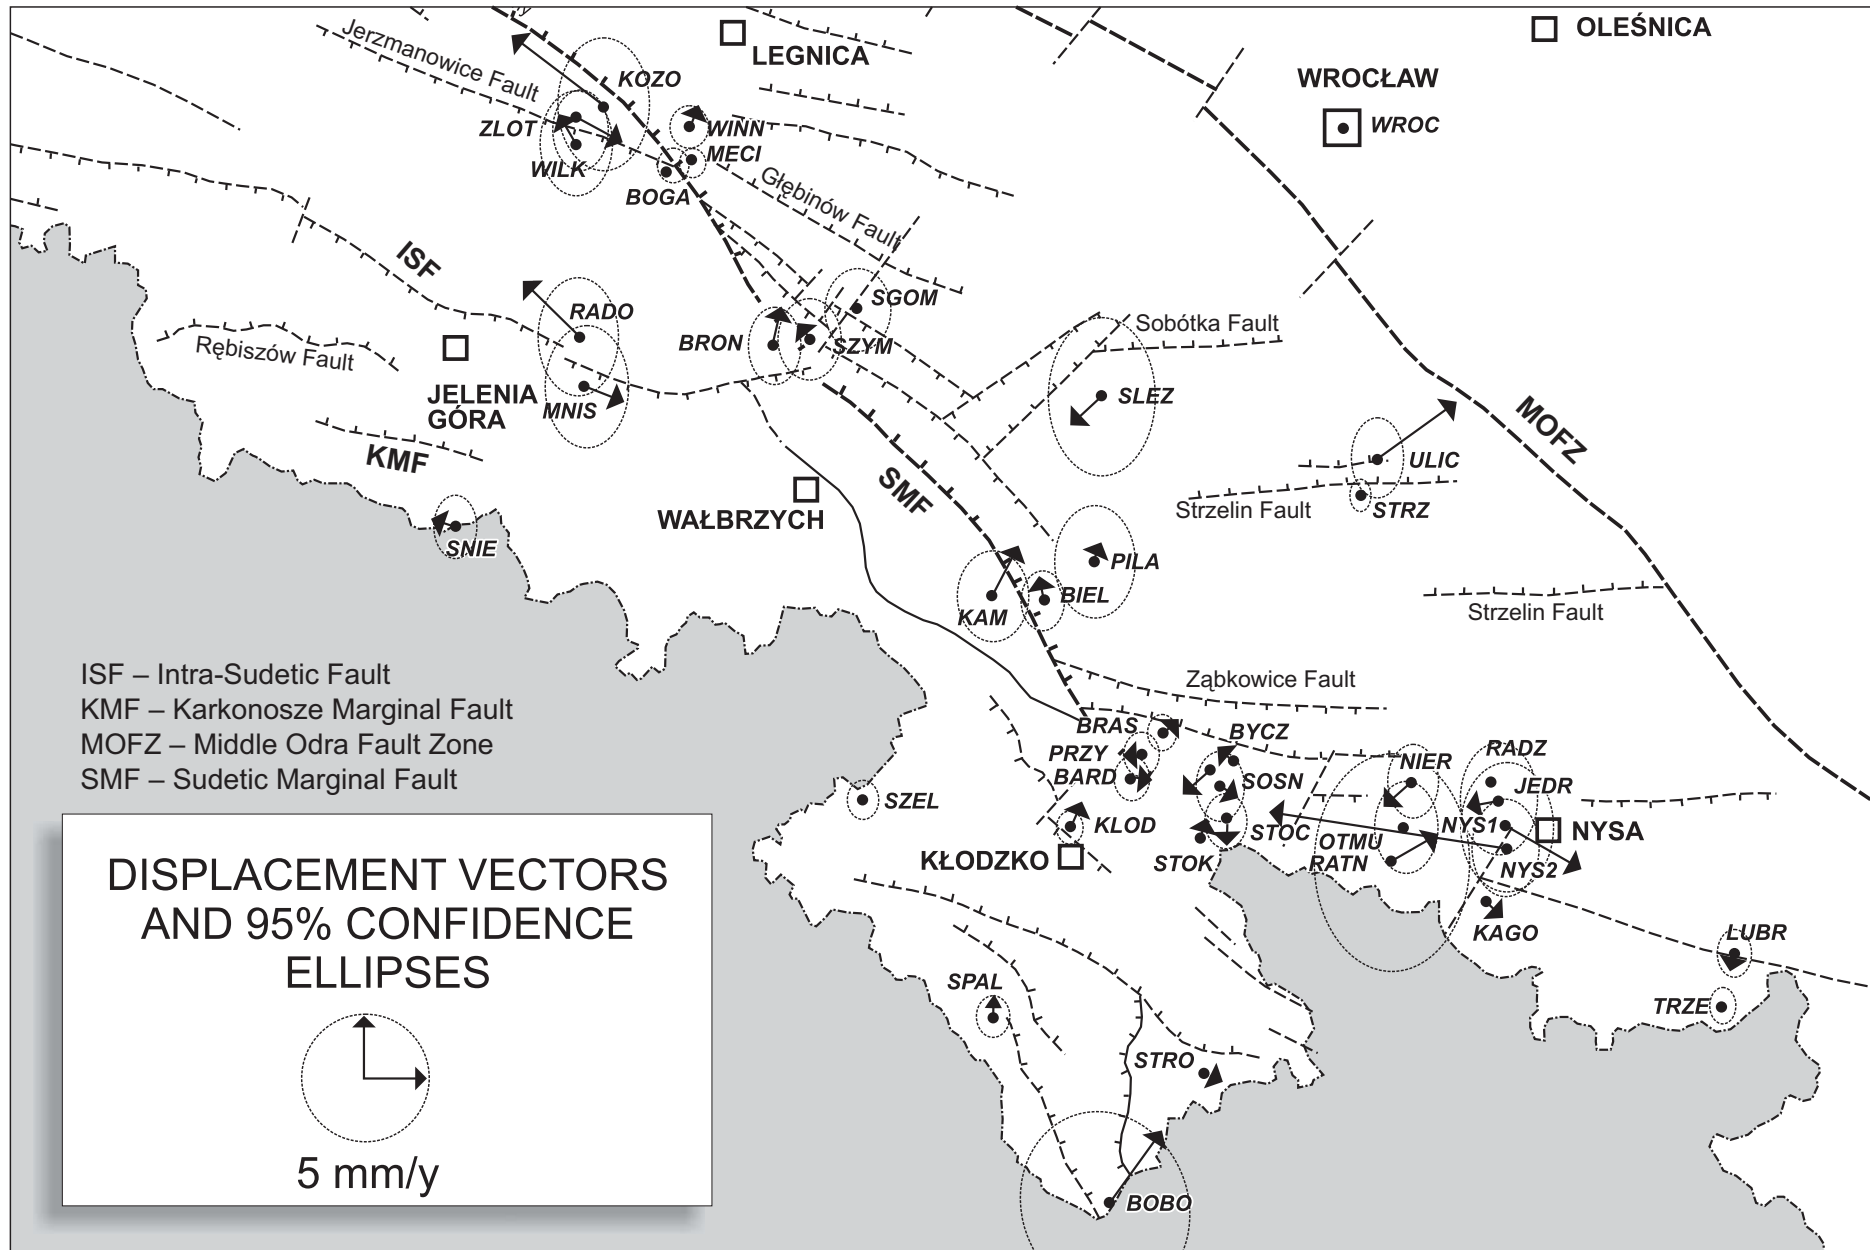 OLEŚNICA
LEGNICA
WROCŁAW
WROC
Jerzmanowice Fault
KOZO
ZLOT
WINN
MECI
WILK
BOGA
Głębinów Fault
ISF
RADO
SGOM
BRON
SZYM
Sobótka Fault
Rębiszów Fault
JELENIA
GÓRA
MNIS
SLEZ
MOFZ
KMF
ULIC
SMF
STRZ
Strzelin Fault
WAŁBRZYCH
SNIE
PILA
BIEL
KAM
Strzelin Fault
ISF – Intra-Sudetic Fault
KMF – Karkonosze Marginal Fault
MOFZ – Middle Odra Fault Zone
SMF – Sudetic Marginal Fault
Ząbkowice Fault
BRAS
BYCZ
PRZY
BARD
SOSN
NIER
RADZ
JEDR
SZEL
KLOD
STOC
OTMU
NYS1
NYSA
KŁODZKO
STOK
RATN
NYS2
KAGO
LUBR
SPAL
TRZE
STRO
BOBO
DISPLACEMENT VECTORS
AND 95% CONFIDENCE
ELLIPSES
5 mm/y